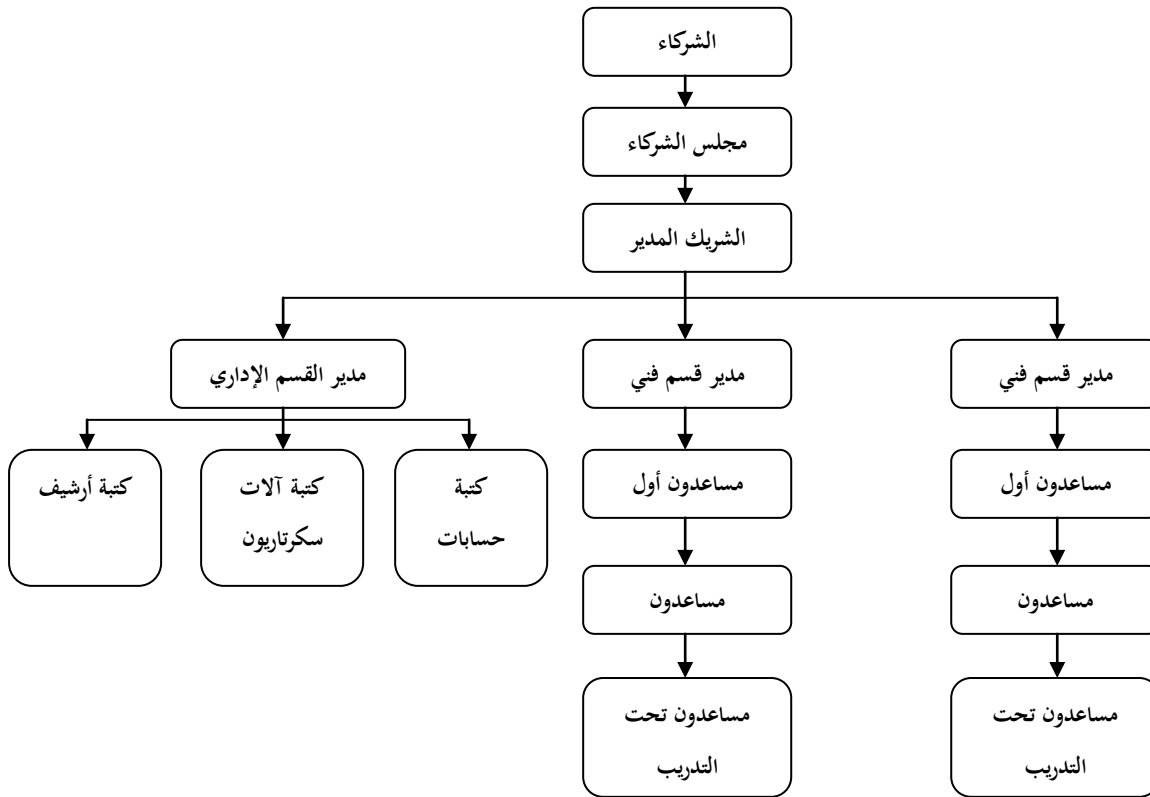 الشركاء
مجلس الشركاء
الشريك المدير
مدير قسم فني
مدير قسم فني
مدير القسم الإداري
مساعدون أول
مساعدون أول
كتبة
حسابات
كتبة آلات
سكرتاريون
كتبة أرشيف
مساعدون
مساعدون
مساعدون تحت
التدريب
مساعدون تحت
التدريب